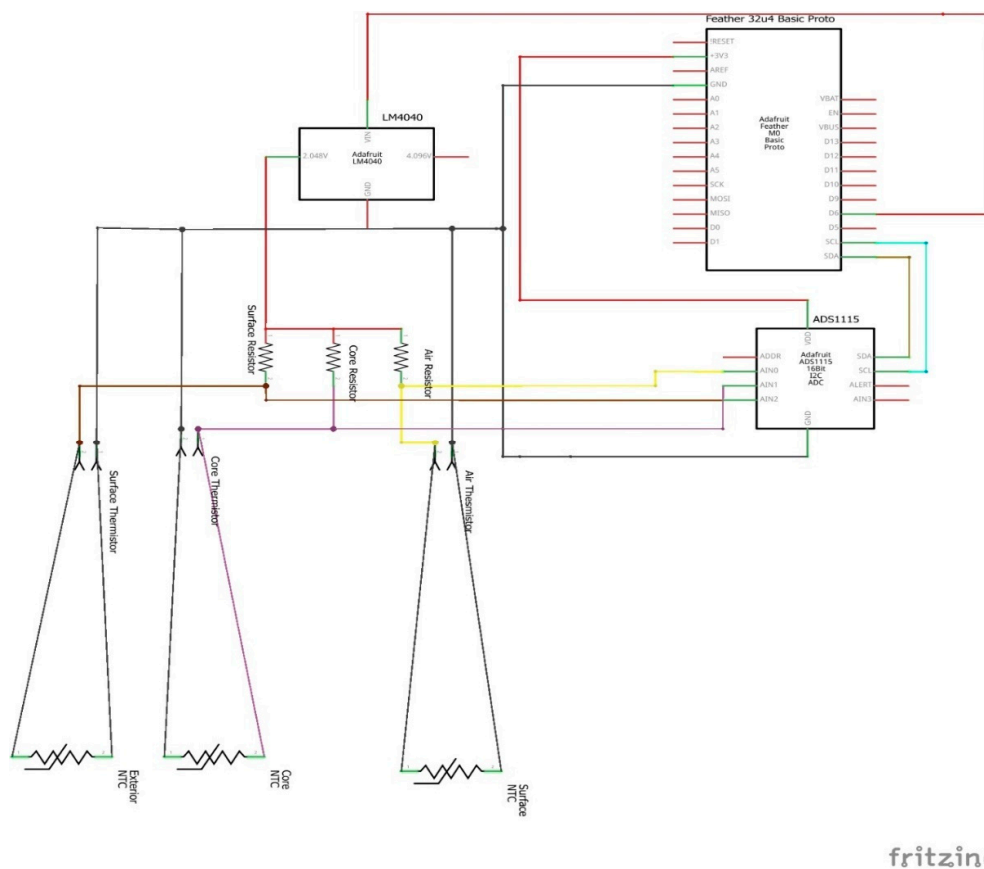 Feather 32u4 Basic Proto
!RESET
+3V3
AREF
GND
A0
A1
A2
A3
A4
A5
SCK
MOSI
MISO
D0
D1
Adafruit
Feather
M0
Basic
Proto
VBAT
EN
VBUS
D13
D12
D11
D10
D9
D6
D5
SCL
SDA
LM4040
VIN
2.048V
Adafruit
LM4040
4.096V
GND
ADS1115
VDD
ADDR
AIN0
AIN1
AIN2
Adafruit
ADS1115
16Bit
I2C
ADC
SDA
SCL
ALERT
AIN3
GND
Surface Resistor
Core Resistor
Air Resistor
Surface Thermistor
Core Thermistor
Air Thesmistor
Exterior
NTC
Core
NTC
Surface
NTC
fritzin